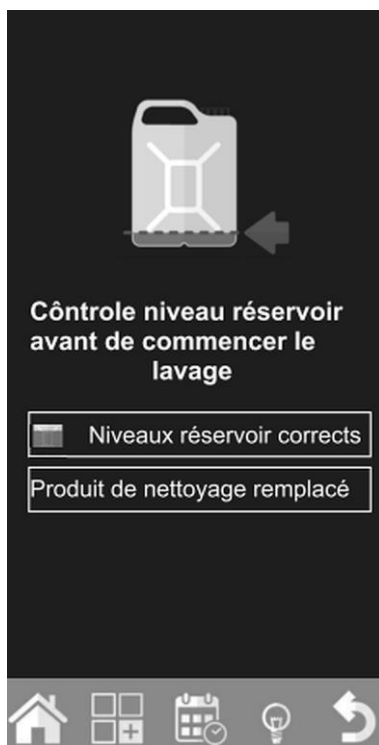 Côntrole niveau réservoir
avant de commencer le
lavage
Niveaux réservoir corrects
Produit de nettoyage remplacé